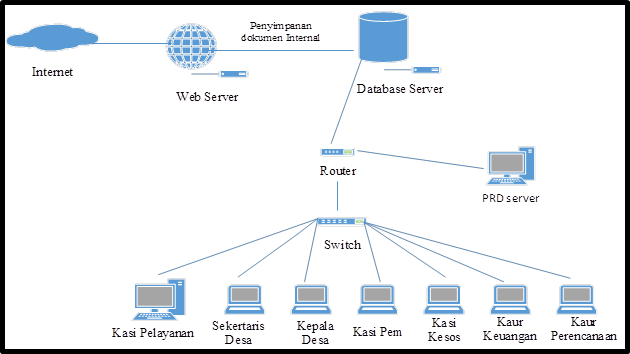 Penyimpanan
dokumen Internal
Internet
Web Server
Database Server
Router
PRD server
Switch
Kasi Pelayanan
Sekertaris
Desa
Kepala
Desa
Kasi Pem
Kasi
Kesos
Kaur
Keuangan
Kaur
Perencanaan